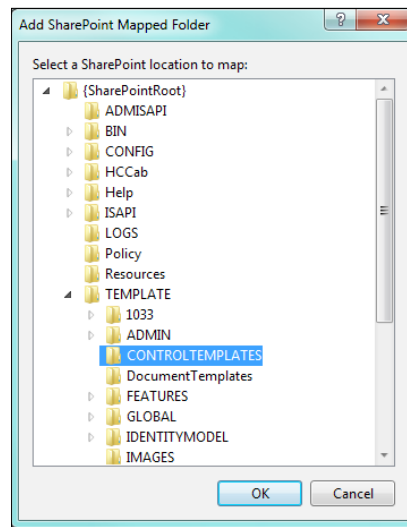 Add SharePoint Mapped Folder
Select a SharePoint location to map:
{SharePointRoot}
ADMISAPI
BIN
CONFIG
HCCab
Help
ISAPI
LOGS
Policy
Resources
TEMPLATE
1033
ADMIN
CONTROLTEMPLATES
DocumentTemplates
FEATURES
GLOBAL
IDENTITYMODEL
IMAGES
OK Cancel